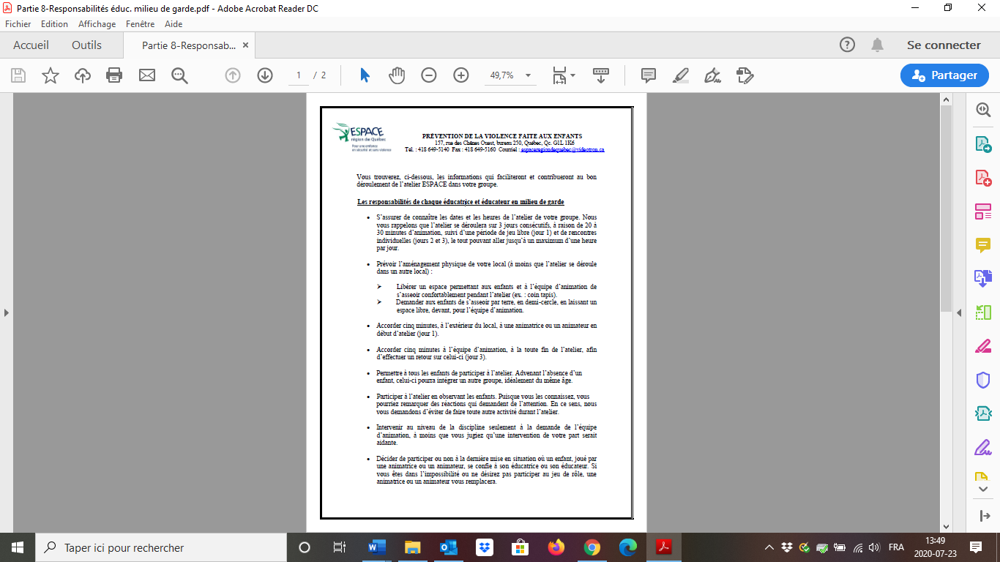 Partie 8-Responsabilités éduc. milieu de garde.pdf - Adobe Acrobat Reader DC
Fichier Edition Affichage Fenêtre Aide
Accueil Outils Partie 8-Responsab... × Se connecter
1 / 2 49,7% Partager
ESPACE
région de Québec
Pour une enfance
en sécurité et sans violence
PRÉVENTION DE LA VIOLENCE FAITE AUX ENFANTS
157, rue des Chênes Ouest, bureau 250, Québec, Qc. G1L 1K6
Tél. : 418 649-5140 Fax : 418 649-5160 Courriel : espaceregiondequebec@videotron.ca
Vous trouverez, ci-dessous, les informations qui faciliteront et contribueront au bon
déroulement de l’atelier ESPACE dans votre groupe.
Les responsabilités de chaque éducatrice et éducateur en milieu de garde
• S’assurer de connaître les dates et les heures de l’atelier de votre groupe. Nous
vous rappelons que l’atelier se déroulera sur 3 jours consécutifs, à raison de 20 à
30 minutes d’animation, suivi d’une période de jeu libre (jour 1) et de rencontres
individuelles (jours 2 et 3), le tout pouvant aller jusqu’à un maximum d’une heure
par jour.
• Prévoir l’aménagement physique de votre local (à moins que l’atelier se déroule
dans un autre local) :
➢ Libérer un espace permettant aux enfants et à l’équipe d’animation de
s’asseoir confortablement pendant l’atelier (ex. : coin tapis).
➢ Demander aux enfants de s’asseoir par terre, en demi-cercle, en laissant un
espace libre, devant, pour l’équipe d’animation.
• Accorder cinq minutes, à l’extérieur du local, à une animatrice ou un animateur en
début d’atelier (jour 1).
• Accorder cinq minutes à l’équipe d’animation, à la toute fin de l’atelier, afin
d’effectuer un retour sur celui-ci (jour 3).
• Permettre à tous les enfants de participer à l’atelier. Advenant l’absence d’un
enfant, celui-ci pourra intégrer un autre groupe, idéalement du même âge.
• Participer à l’atelier en observant les enfants. Puisque vous les connaissez, vous
pourriez remarquer des réactions qui demandent de l’attention. En ce sens, nous
vous demandons d’éviter de faire toute autre activité durant l’atelier.
• Intervenir au niveau de la discipline seulement à la demande de l’équipe
d’animation, à moins que vous jugiez qu’une intervention de votre part serait
aidante.
• Décider de participer ou non à la dernière mise en situation où un enfant, joué par
une animatrice ou un animateur, se confie à son éducatrice ou son éducateur. Si
vous êtes dans l’impossibilité ou ne désirez pas participer au jeu de rôle, une
animatrice ou un animateur vous remplacera.
Taper ici pour rechercher
FRA
13:49
2020-07-23